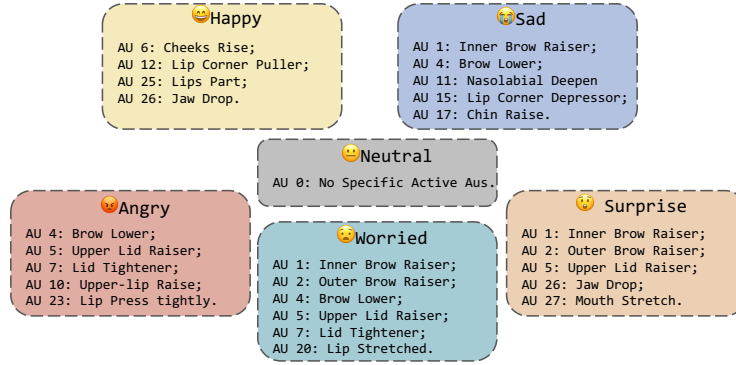 😄Happy
AU 6: Cheeks Rise;
AU 12: Lip Corner Puller;
AU 25: Lips Part;
AU 26: Jaw Drop.
😭Sad
AU 1: Inner Brow Raiser;
AU 4: Brow Lower;
AU 11: Nasolabial Deepen
AU 15: Lip Corner Depressor;
AU 17: Chin Raise.
😐Neutral
AU 0: No Specific Active Aus.
😡Angry
AU 4: Brow Lower;
AU 5: Upper Lid Raiser;
AU 7: Lid Tightener;
AU 10: Upper-lip Raise;
AU 23: Lip Press tightly.
😟Worried
AU 1: Inner Brow Raiser;
AU 2: Outer Brow Raiser;
AU 4: Brow Lower;
AU 5: Upper Lid Raiser;
AU 7: Lid Tightener;
AU 20: Lip Stretched.
😲 Surprise
AU 1: Inner Brow Raiser;
AU 2: Outer Brow Raiser;
AU 5: Upper Lid Raiser;
AU 26: Jaw Drop;
AU 27: Mouth Stretch.